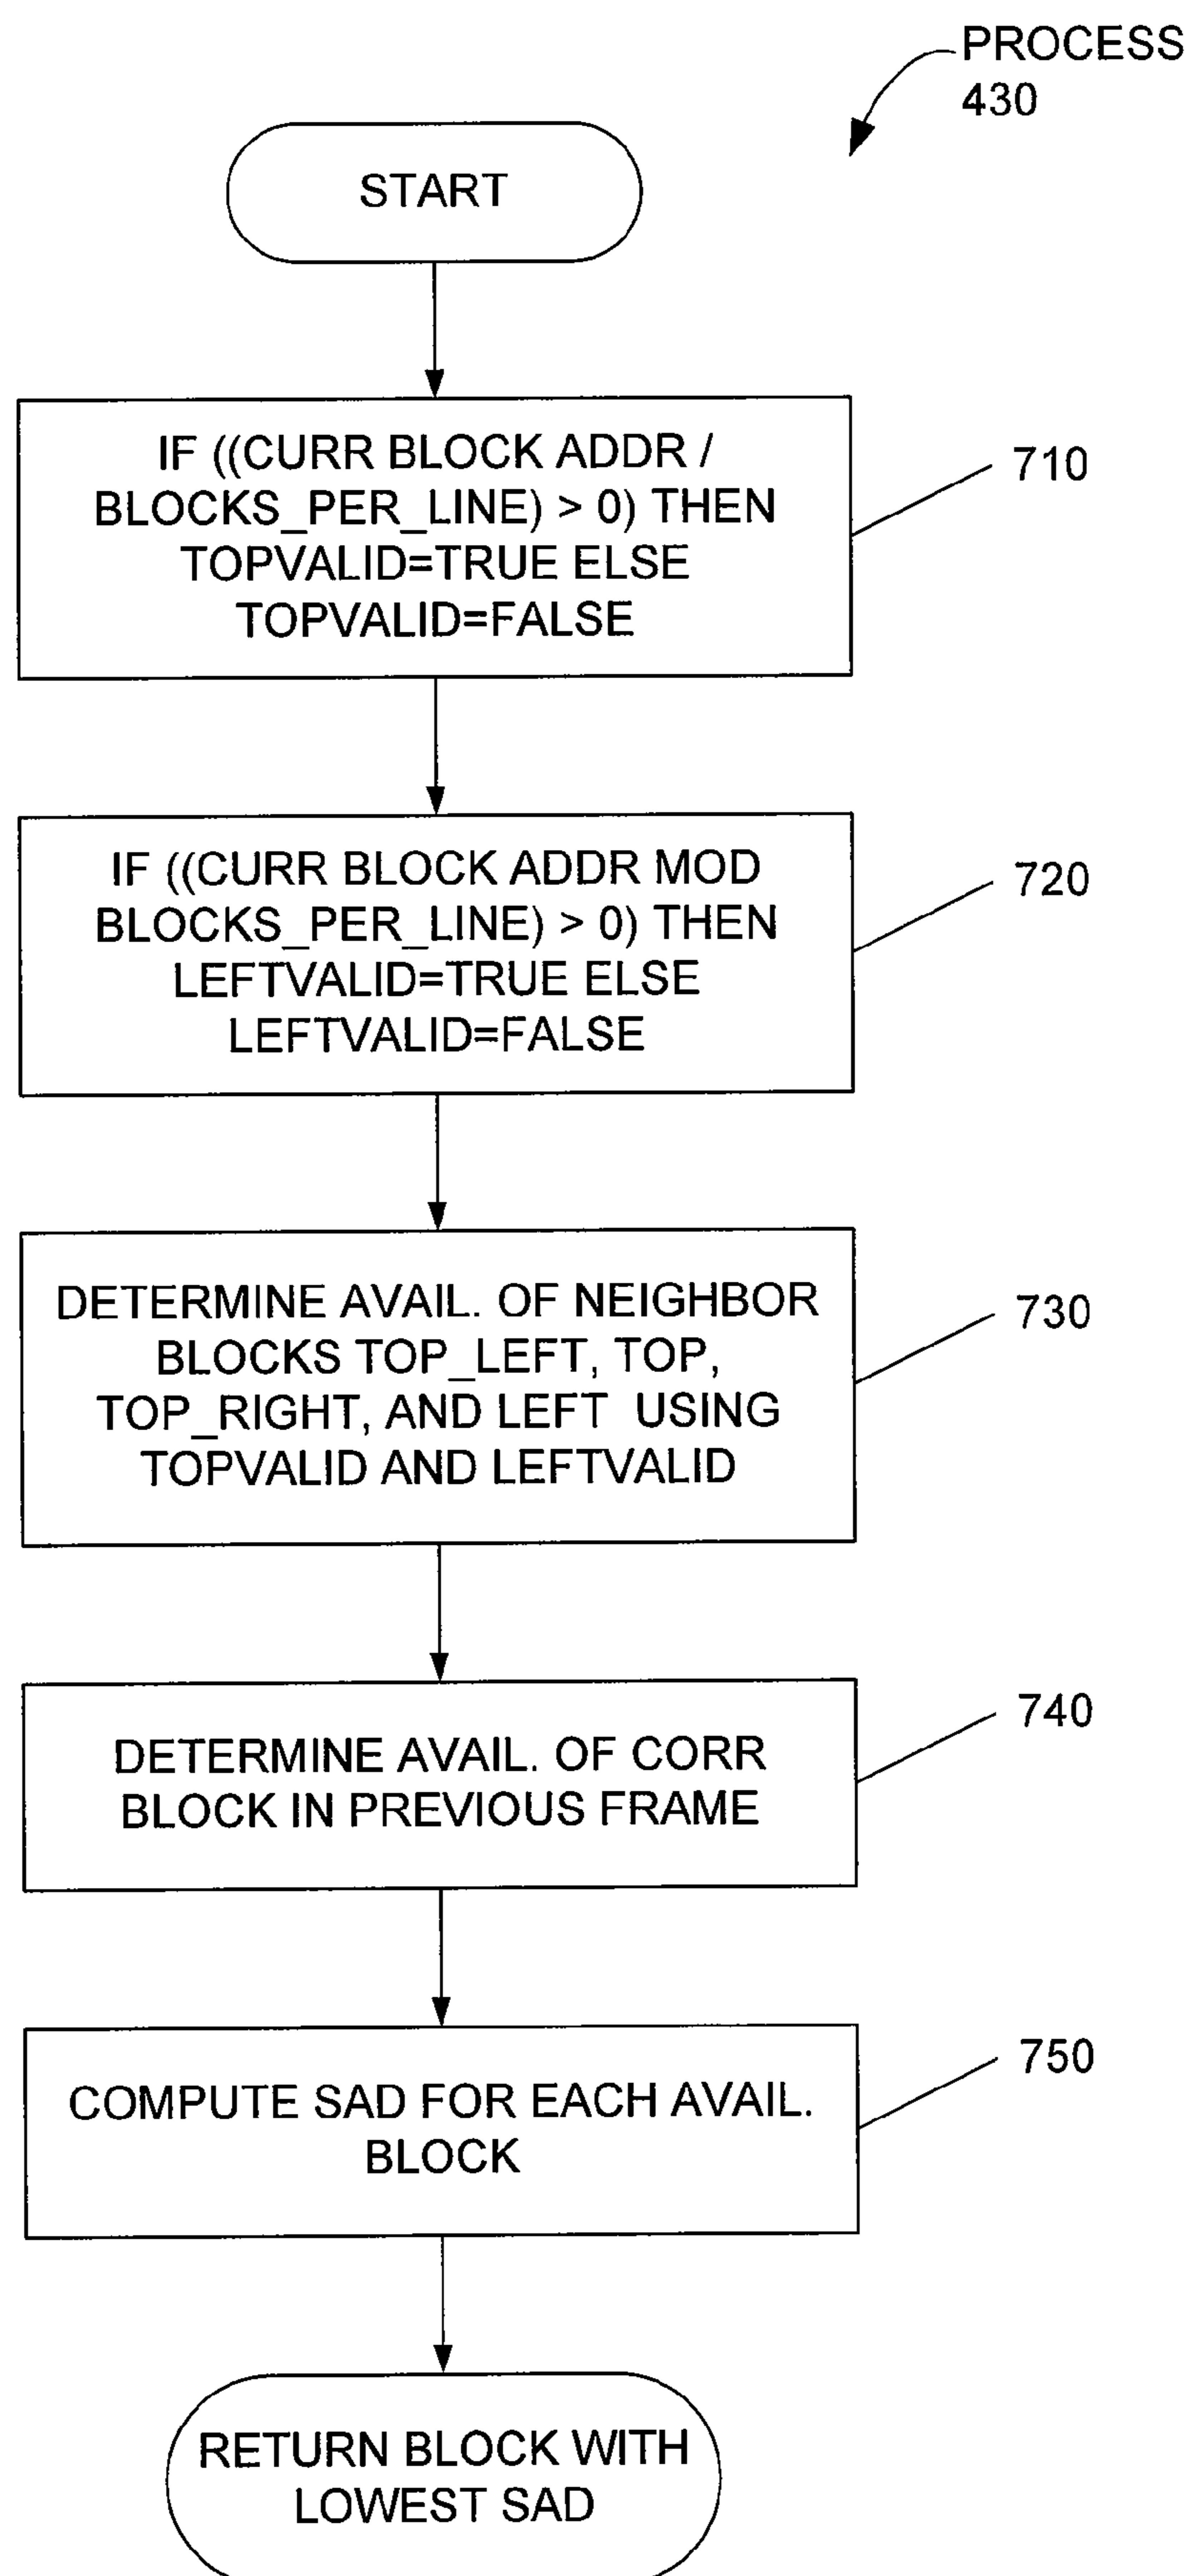 PROCESS
430
START
IF ((CURR BLOCK ADDR /
BLOCKS_PER_LINE) > 0) THEN
TOPVALID=TRUE ELSE
TOPVALID=FALSE
710
IF ((CURR BLOCK ADDR MOD
BLOCKS_PER_LINE) > 0) THEN
LEFTVALID=TRUE ELSE
LEFTVALID=FALSE
720
DETERMINE AVAIL. OF NEIGHBOR
BLOCKS TOP_LEFT, TOP,
TOP_RIGHT, AND LEFT USING
TOPVALID AND LEFTVALID
730
DETERMINE AVAIL. OF CORR
BLOCK IN PREVIOUS FRAME
740
COMPUTE SAD FOR EACH AVAIL.
BLOCK
750
RETURN BLOCK WITH
LOWEST SAD